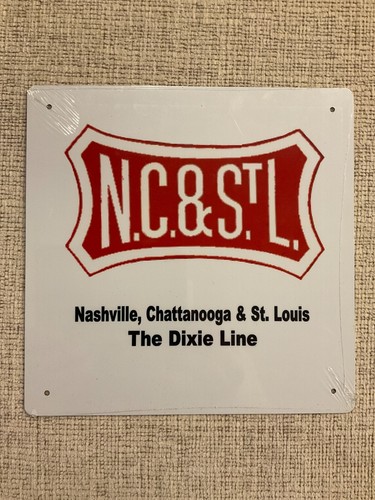 N.C.&ST.L.
Nashville, Chattanooga & St. Louis
The Dixie Line